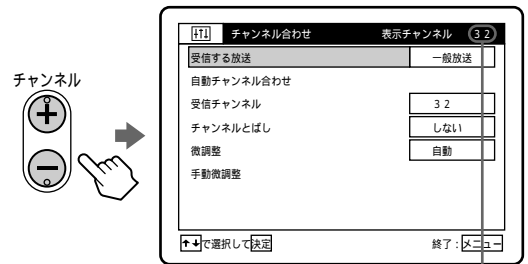 チャンネル
チャンネル合わせ 表示チャンネル 32
受信する放送 一般放送
自動チャンネル合わせ
受信チャンネル 32
チャンネルとばし しない
微調整 自動
手動微調整
で選択して決定 終了：メニュー